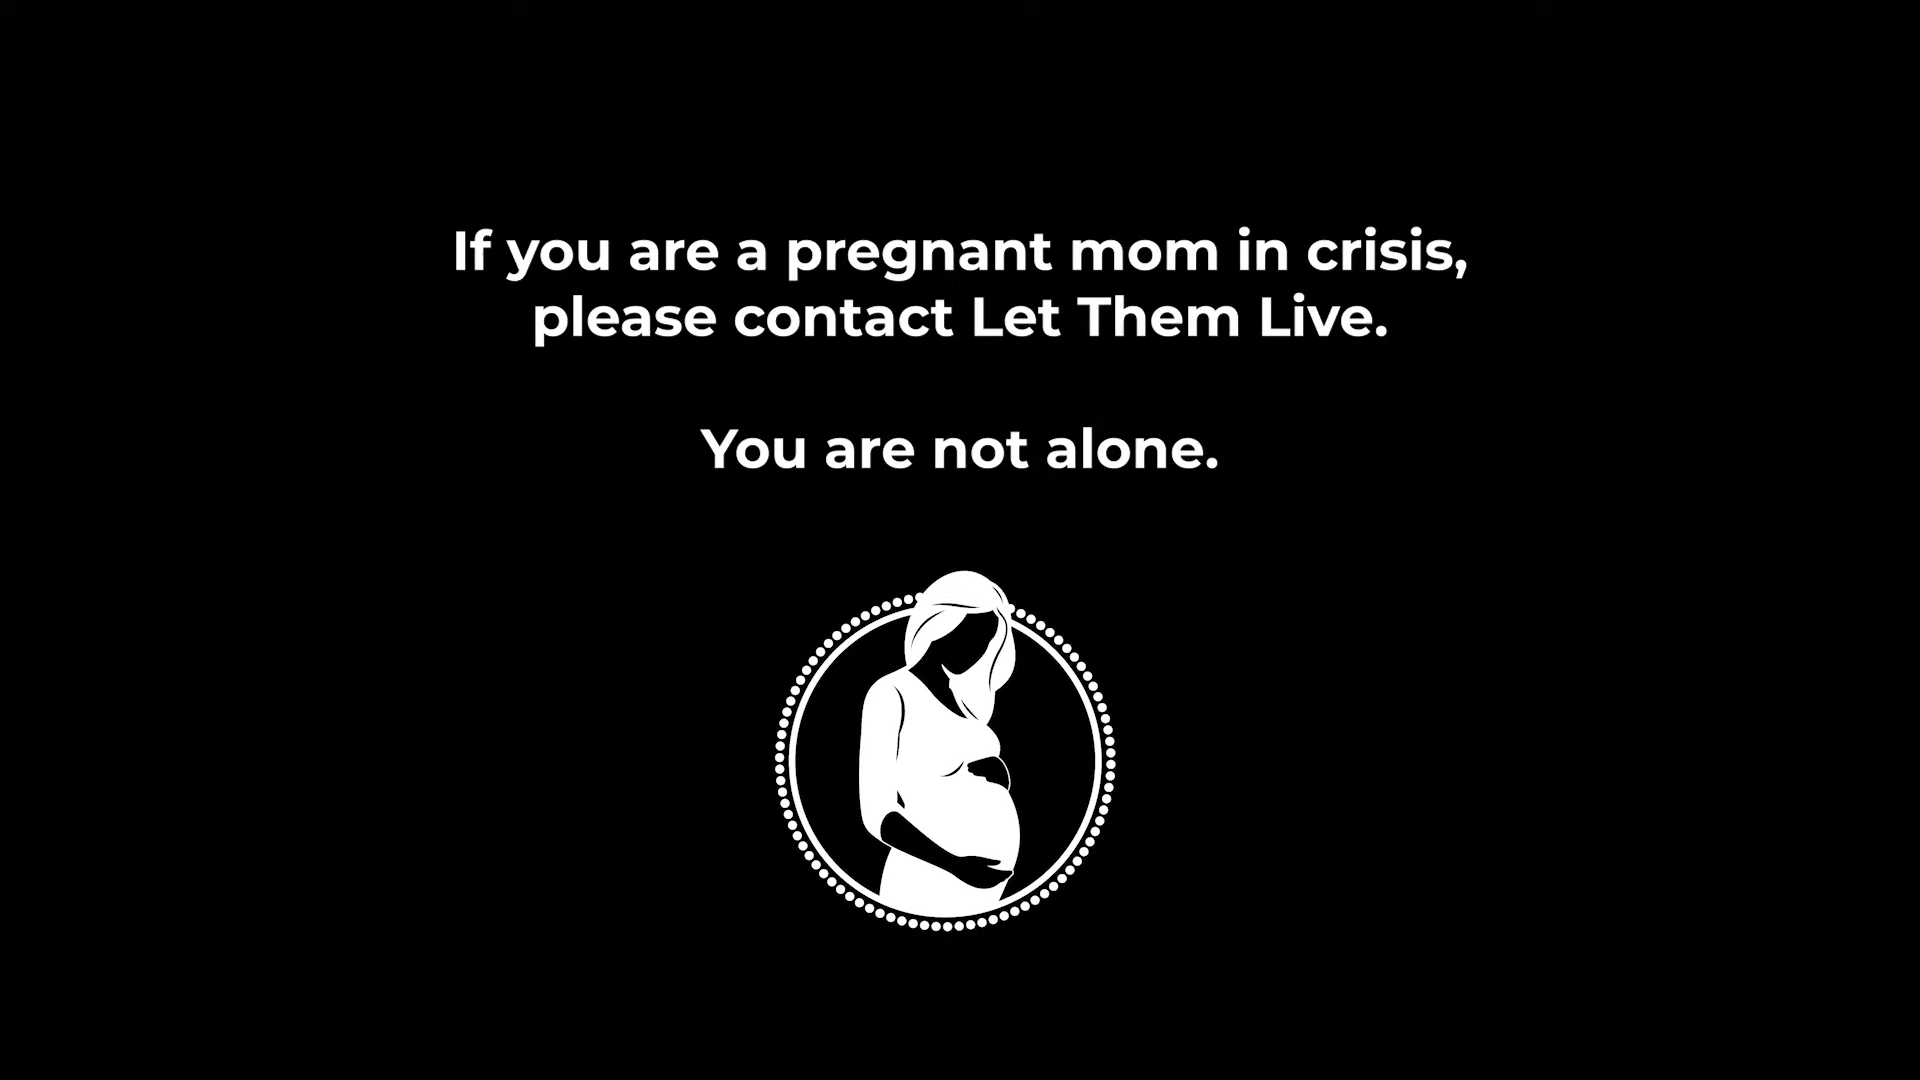 If you are a pregnant mom in crisis,
please contact Let Them Live.
You are not alone.